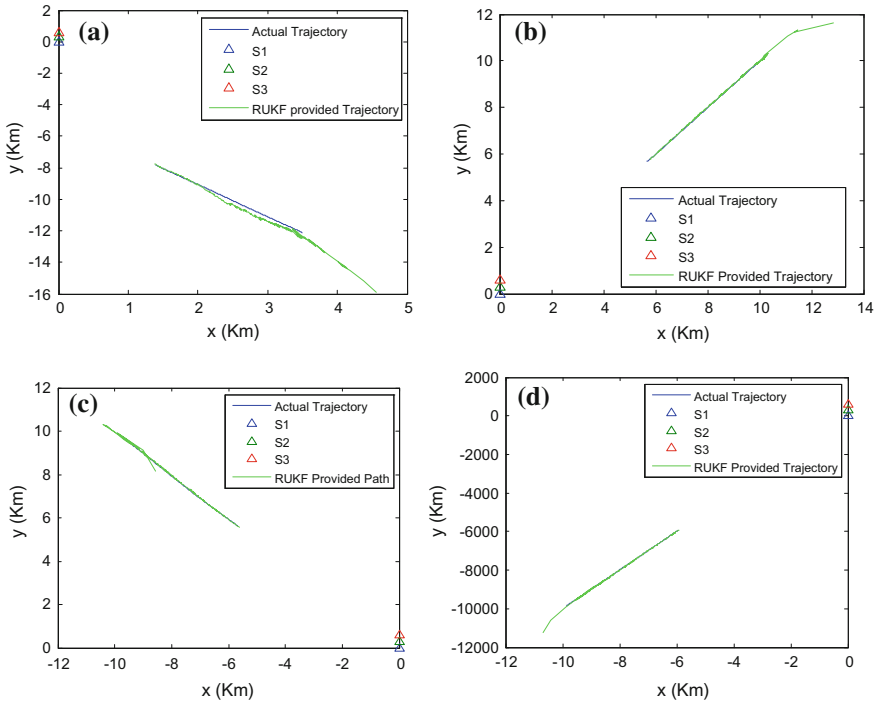 (a)
Actual Trajectory
S1
S2
S3
RUKF provided Trajectory
2
0
-2
-4
-6
-8
-10
-12
-14
-16
y (Km)
0
1
2
3
4
5
x (Km)
(b)
12
10
8
6
4
2
0
y (Km)
Actual Trajectory
S1
S2
S3
RUKF Provided Trajectory
0
2
4
6
8
10
12
14
x (Km)
(c)
12
10
8
6
4
2
0
y (Km)
Actual Trajectory
S1
S2
S3
RUKF Provided Path
-12
-10
-8
-6
-4
-2
0
x (Km)
(d)
2000
0
-2000
-4000
-6000
-8000
-10000
-12000
y (Km)
Actual Trajectory
S1
S2
S3
RUKF Provided Trajectory
-12
-10
-8
-6
-4
-2
0
x (Km)